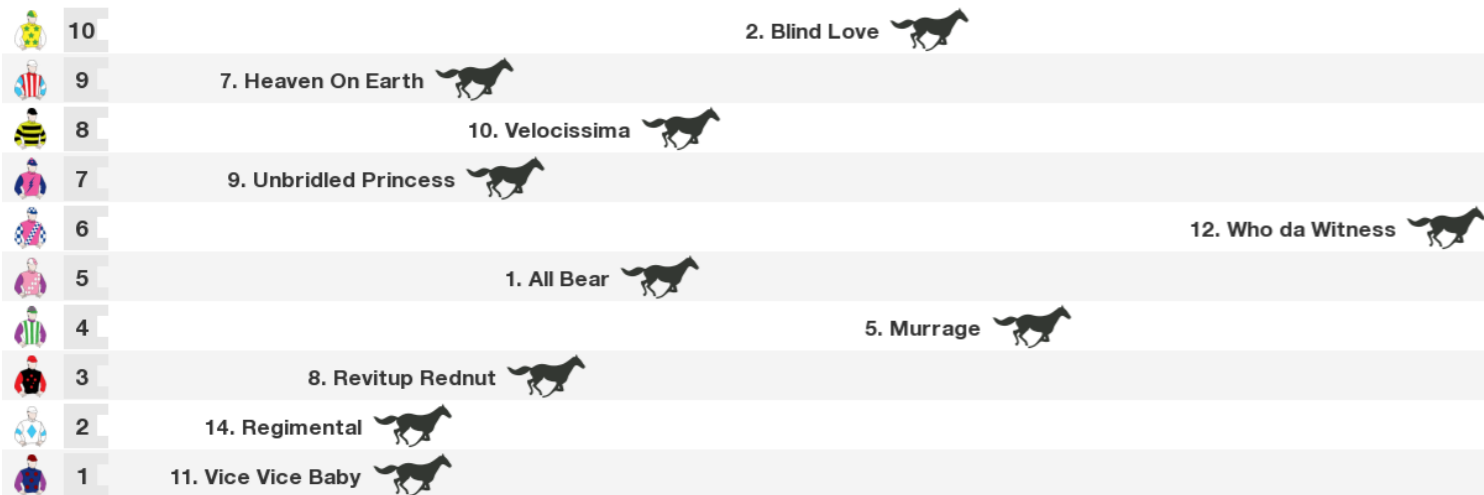 10 2. Blind Love
9 7. Heaven On Earth
8 10. Velocissima
7 9. Unbridled Princess
6 12. Who da Witness
5 1. All Bear
4 5. Murrage
3 8. Revitup Rednut
2 14. Regimental
1 11. Vice Vice Baby